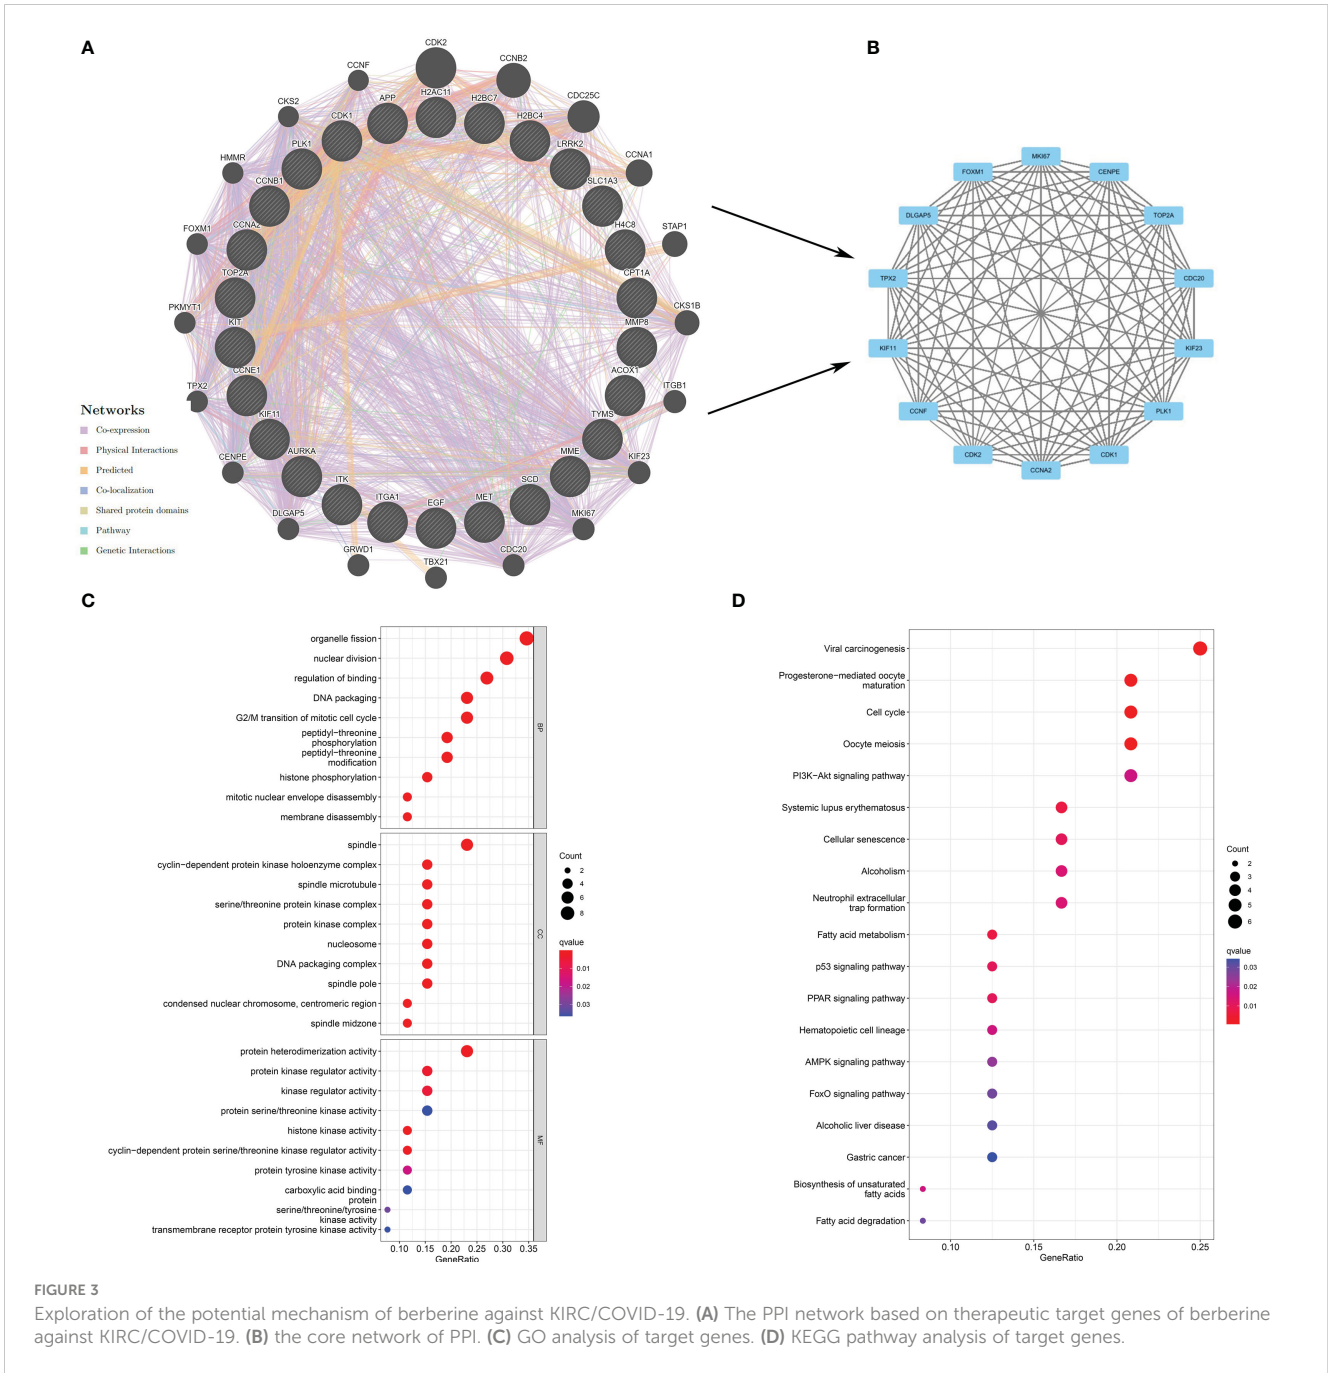 A
CDK2
CCNB2
CCNF
CDC25C
CKS2
APP
H2AC11
H2BC7
CDK1
H2BC4
PLK1
LRRK2
HMMR
CCNA1
CCNB1
SLC1A3
FOXM1
CCNA2
H4C8
STAP1
TOP2A
CPT1A
PKMYT1
KIT
MMP8
CKS1B
TPX2
CCNE1
ACOX1
ITGB1
KIF11
TYMS
CENPE
AURKA
MME
KIF23
ITK
ITGA1
EGF
MET
SCD
DLGAP5
MKI67
GRWD1
TBX21
CDC20
Networks
Co-expression
Physical Interactions
Predicted
Co-localization
Shared protein domains
Pathway
Genetic Interactions
B
MKI67
FOXM1
CENPE
DLGAP5
TOP2A
TPX2
CDC20
KIF11
KIF23
CCNF
PLK1
CDK2
CDK1
CCNA2
C
organelle fission
nuclear division
regulation of binding
DNA packaging
G2/M transition of mitotic cell cycle
peptidyl-threonine
phosphorylation
peptidyl-threonine
modification
histone phosphorylation
mitotic nuclear envelope disassembly
membrane disassembly
BP
spindle
cyclin-dependent protein kinase holoenzyme complex
spindle microtubule
serine/threonine protein kinase complex
protein kinase complex
nucleosome
DNA packaging complex
spindle pole
condensed nuclear chromosome, centromeric region
spindle midzone
CC
protein heterodimerization activity
protein kinase regulator activity
kinase regulator activity
protein serine/threonine kinase activity
histone kinase activity
cyclin-dependent protein serine/threonine kinase regulator activity
protein tyrosine kinase activity
carboxylic acid binding
protein
serine/threonine/tyrosine
kinase activity
transmembrane receptor protein tyrosine kinase activity
MF
0.10 0.15 0.20 0.25 0.30 0.35
GeneRatio
Count
2
4
6
8
qvalue
0.01
0.02
0.03
D
Viral carcinogenesis
Progesterone-mediated oocyte
maturation
Cell cycle
Oocyte meiosis
PI3K-Akt signaling pathway
Systemic lupus erythematosus
Cellular senescence
Alcoholism
Neutrophil extracellular
trap formation
Fatty acid metabolism
p53 signaling pathway
PPAR signaling pathway
Hematopoietic cell lineage
AMPK signaling pathway
FoxO signaling pathway
Alcoholic liver disease
Gastric cancer
Biosynthesis of unsaturated
fatty acids
Fatty acid degradation
0.10 0.15 0.20 0.25
GeneRatio
Count
2
3
4
5
6
qvalue
0.03
0.02
0.01
FIGURE 3
Exploration of the potential mechanism of berberine against KIRC/COVID-19. (A) The PPI network based on therapeutic target genes of berberine
against KIRC/COVID-19. (B) the core network of PPI. (C) GO analysis of target genes. (D) KEGG pathway analysis of target genes.